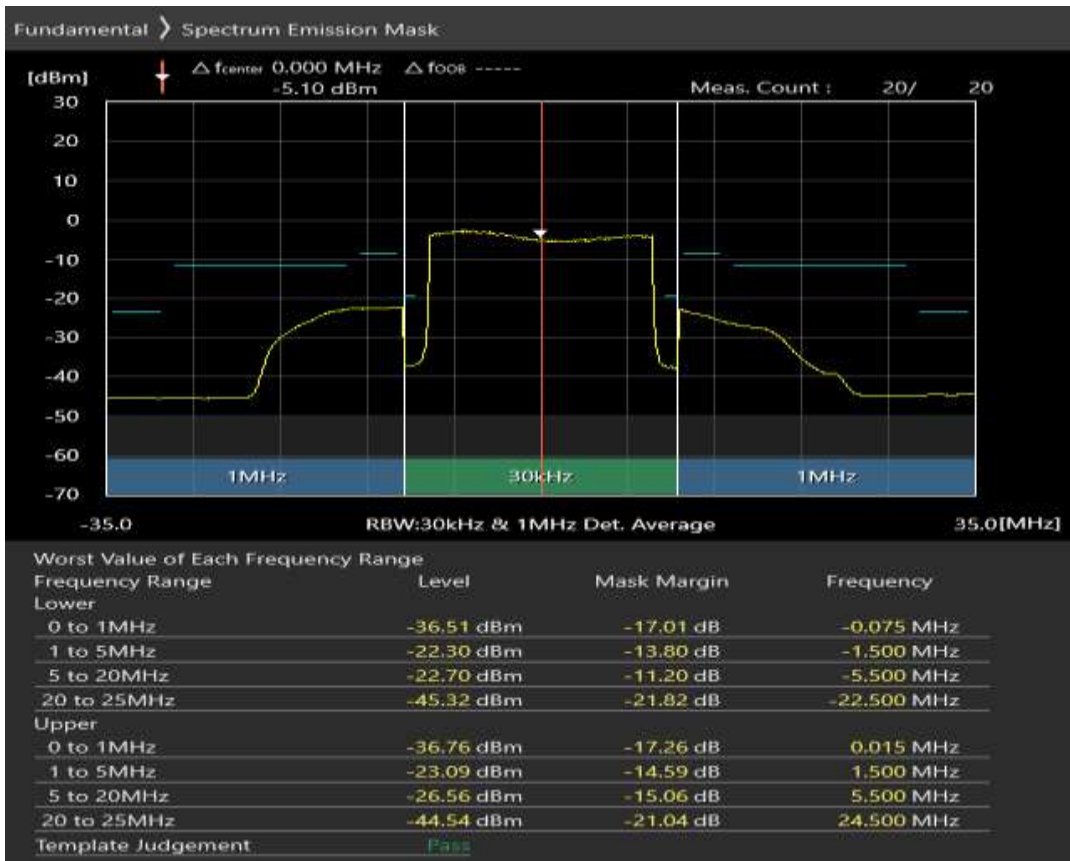 Fundamental ❯ Spectrum Emission Mask
△ fcenter 0.000 MHz △ fOOB -----
[dBm] -5.10 dBm Meas. Count : 20/ 20
30
20
10
0
-10
-20
-30
-40
-50
-60
1MHz 30kHz 1MHz
-70
-35.0 RBW:30kHz & 1MHz Det. Average 35.0[MHz]
Worst Value of Each Frequency Range
Frequency Range Level Mask Margin Frequency
Lower
0 to 1MHz -36.51 dBm -17.01 dB -0.075 MHz
1 to 5MHz -22.30 dBm -13.80 dB -1.500 MHz
5 to 20MHz -22.70 dBm -11.20 dB -5.500 MHz
20 to 25MHz -45.32 dBm -21.82 dB -22.500 MHz
Upper
0 to 1MHz -36.76 dBm -17.26 dB 0.015 MHz
1 to 5MHz -23.09 dBm -14.59 dB 1.500 MHz
5 to 20MHz -26.56 dBm -15.06 dB 5.500 MHz
20 to 25MHz -44.54 dBm -21.04 dB 24.500 MHz
Template Judgement Pass